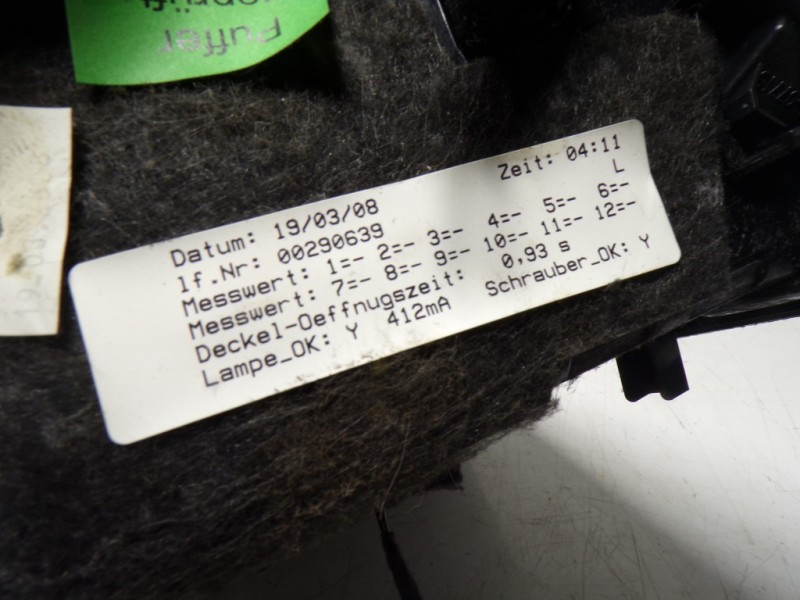 Puffer
geprüft
Datum: 19/03/08 Zeit: 04:11
lf.Nr: 00290639 L
Messwert: 1=- 2=- 3=- 4=- 5=- 6=-
Messwert: 7=- 8=- 9=- 10=- 11=- 12=-
Deckel-Oeffnugszeit: 0,93 s
Lampe_OK: Y 412mA Schrauber_OK: Y